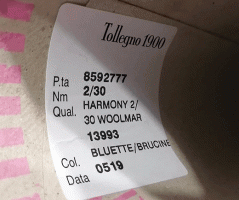 Tollegno 1900
P.ta 8592777
Nm 2/30
Qual. HARMONY 2/
30 WOOLMAR
13993
Col. BLUETTE/BRUCINE
Data 0519